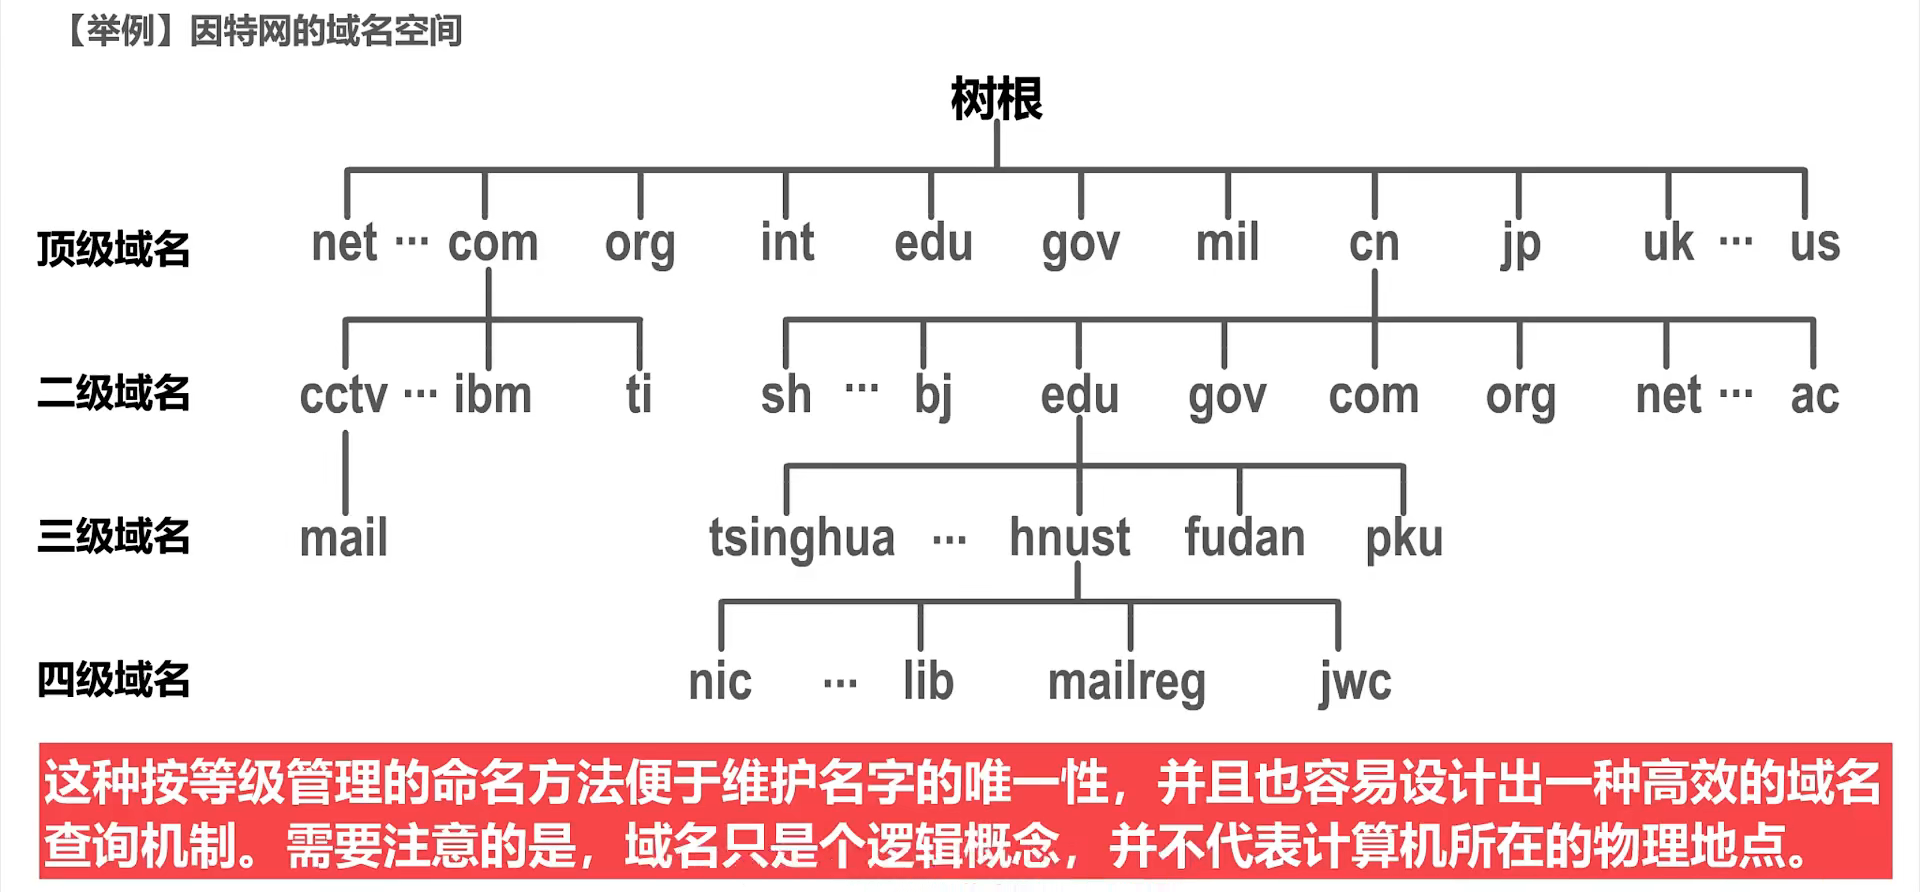 【举例】因特网的域名空间
树根
顶级域名 net ··· com org int edu gov mil cn jp uk ··· us
二级域名 cctv ··· ibm ti sh ··· bj edu gov com org net ··· ac
三级域名 mail tsinghua ··· hnust fudan pku
四级域名 nic ··· lib mailreg jwc
这种按等级管理的命名方法便于维护名字的唯一性，并且也容易设计出一种高效的域名
查询机制。需要注意的是，域名只是个逻辑概念，并不代表计算机所在的物理地点。